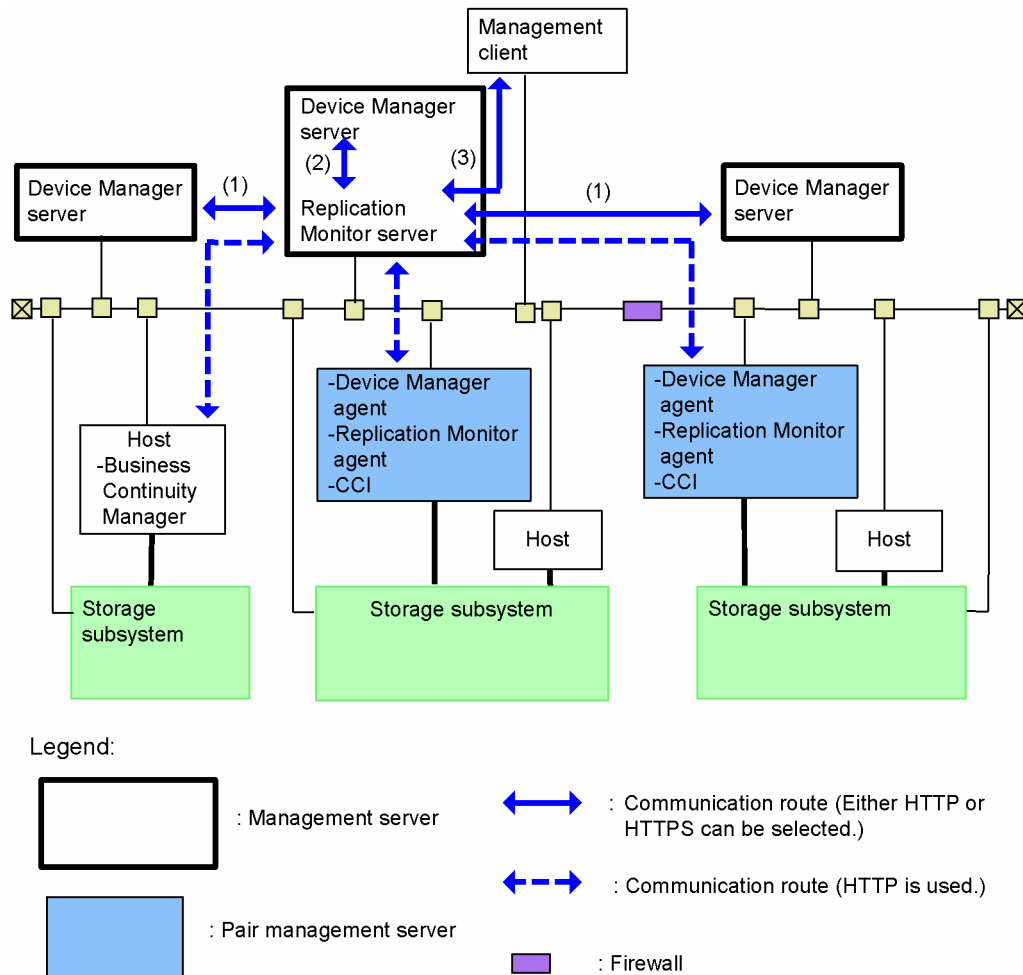 Management
client
Device Manager
server
(2)
(3)
Replication
Monitor server
Device Manager
server
(1)
(1)
Device Manager
server
Host
-Business
Continuity
Manager
-Device Manager
agent
-Replication Monitor
agent
-CCI
Host
-Device Manager
agent
-Replication Monitor
agent
-CCI
Host
Storage
subsystem
Storage subsystem
Storage subsystem
Legend:
: Management server
: Communication route (Either HTTP or
HTTPS can be selected.)
: Communication route (HTTP is used.)
: Pair management server
: Firewall